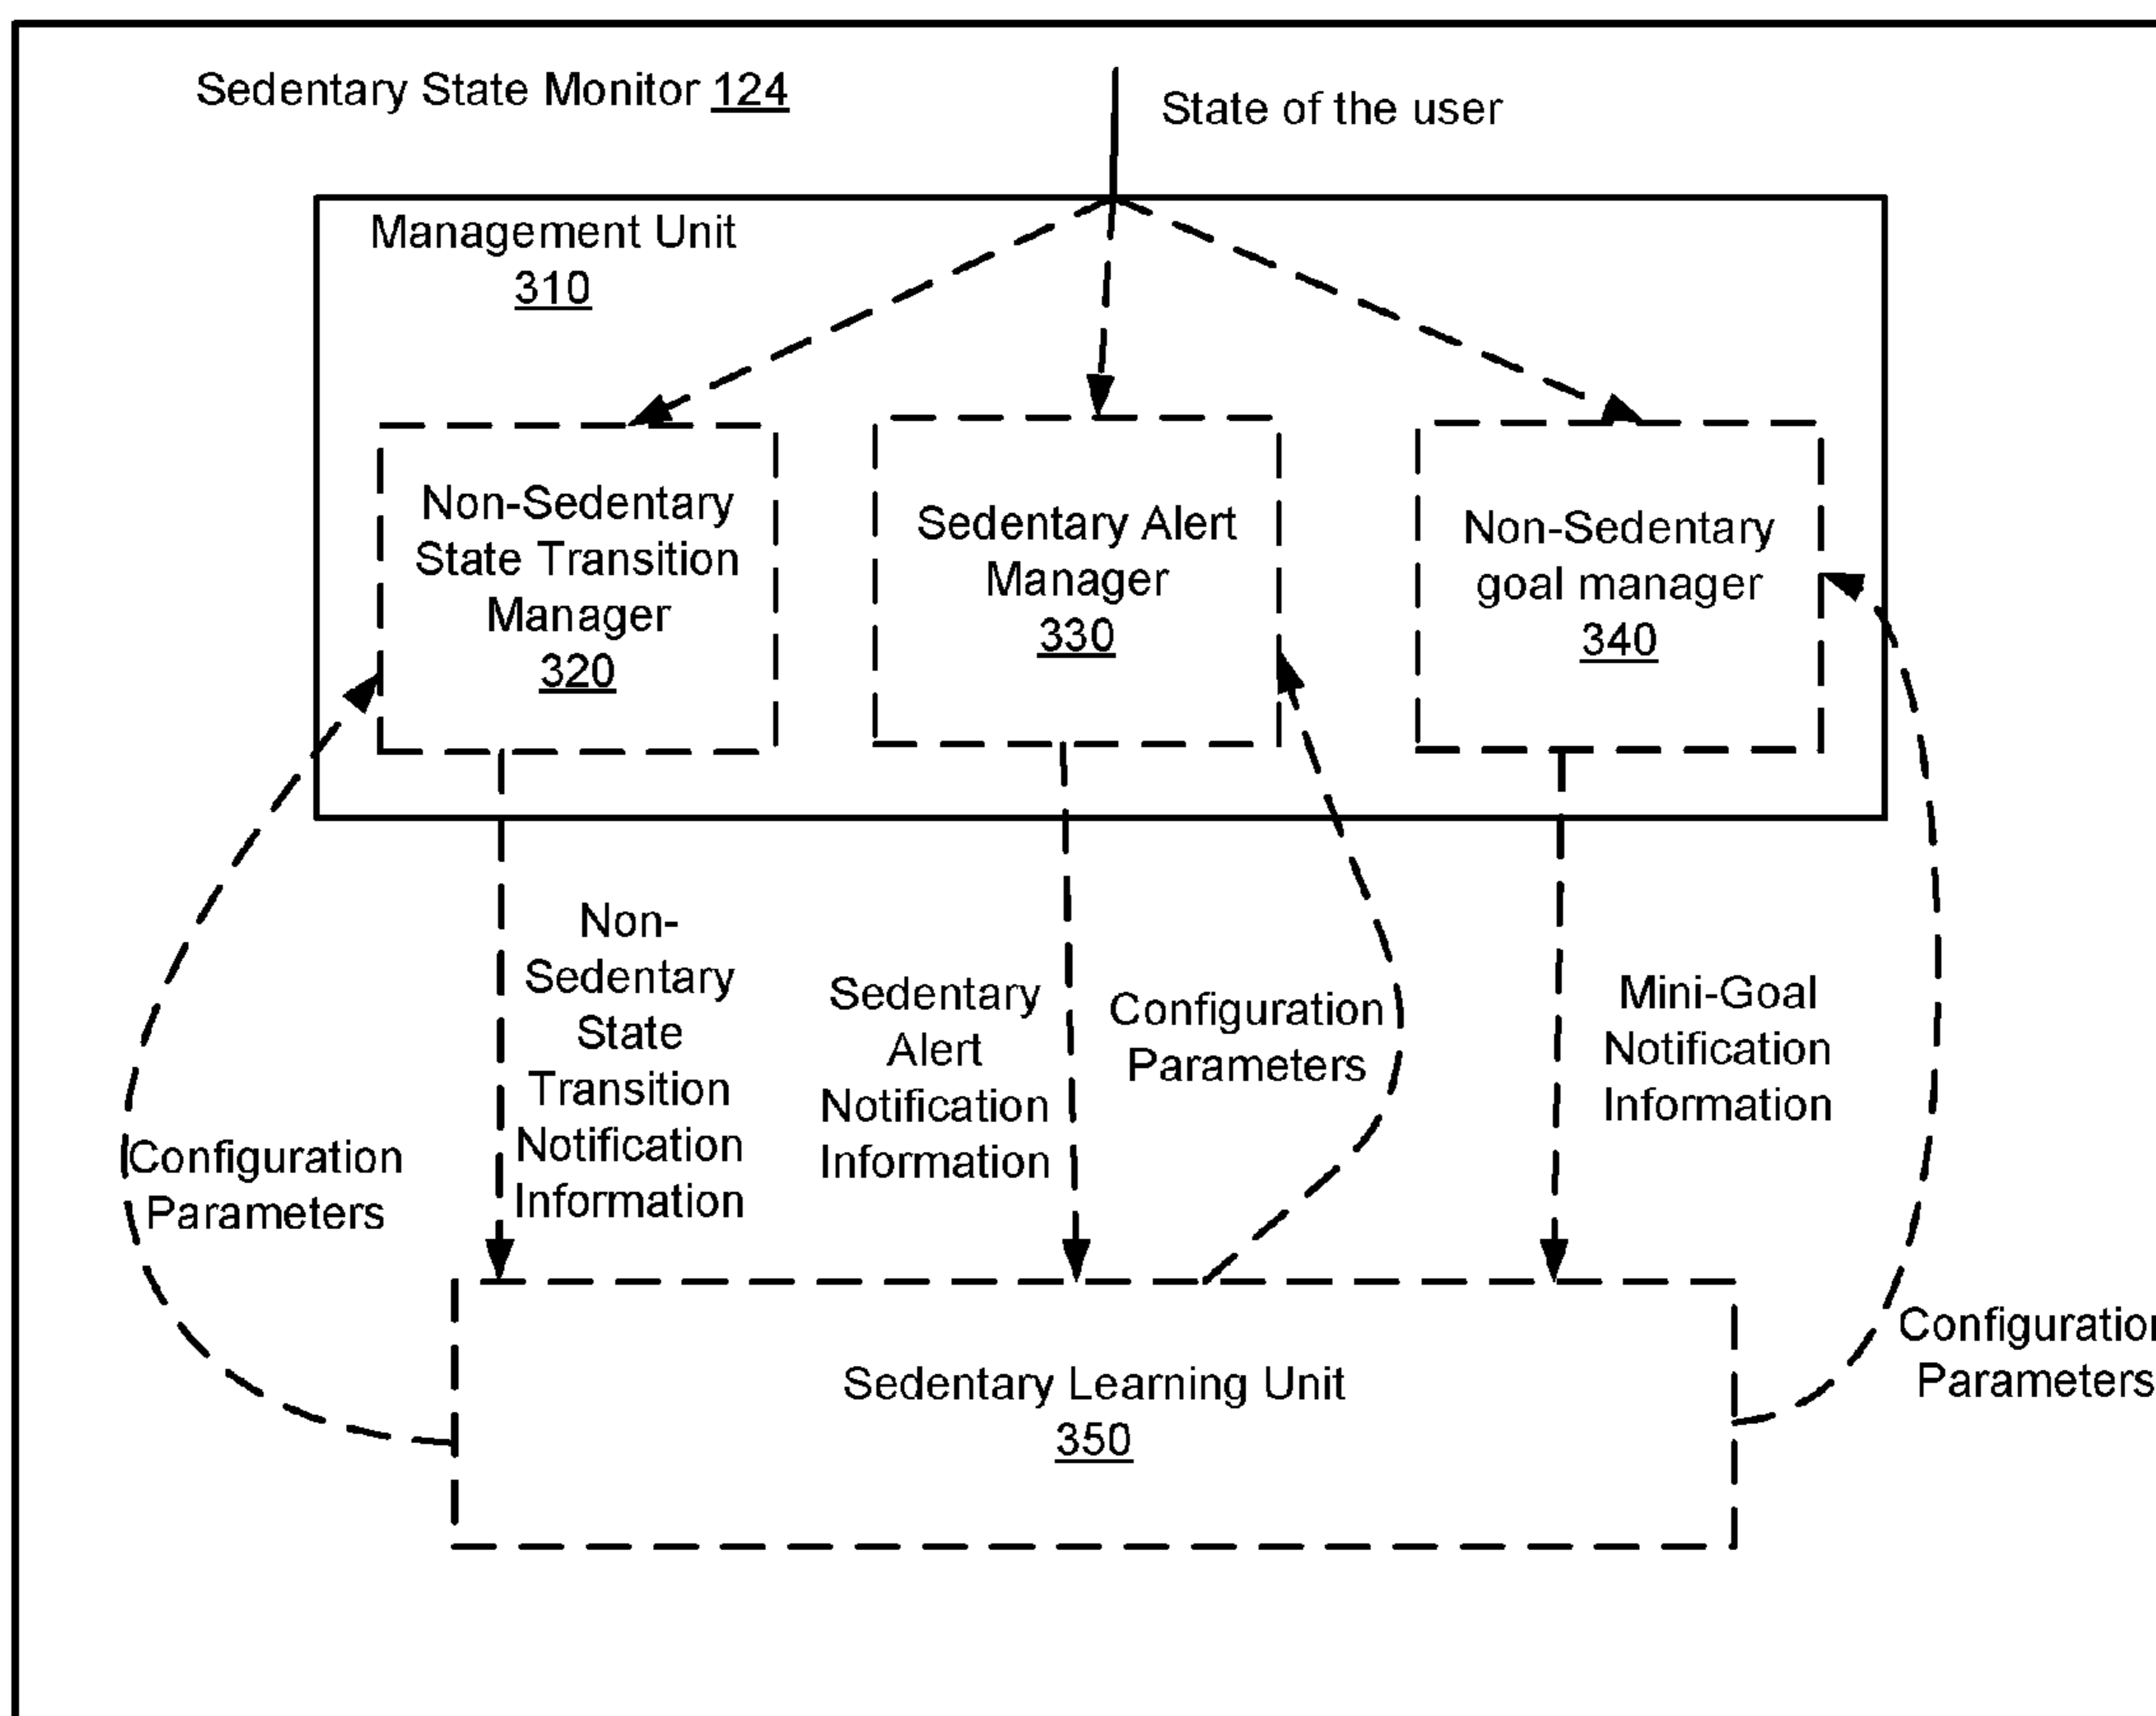 Sedentary State Monitor 124
State of the user
Management Unit
310
Non-Sedentary
State Transition
Manager
320
Sedentary Alert
Manager
330
Non-Sedentary
goal manager
340
Configuration
Parameters
Non-
Sedentary
State
Transition
Notification
Information
Sedentary
Alert
Notification
Information
Configuration
Parameters
Mini-Goal
Notification
Information
Configuration
Parameters
Sedentary Learning Unit
350